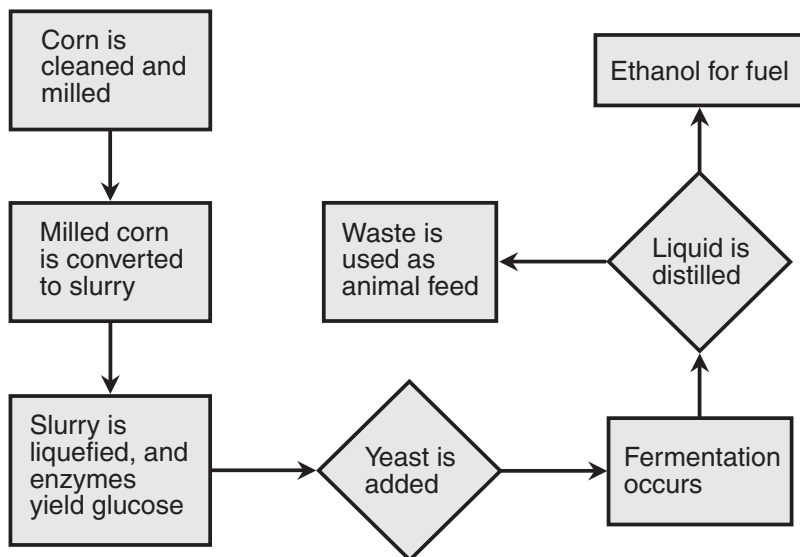 Corn is
cleaned and
milled
Milled corn
is converted
to slurry
Slurry is
liquefied, and
enzymes
yield glucose
Yeast is
added
Fermentation
occurs
Liquid is
distilled
Waste is
used as
animal feed
Ethanol for fuel